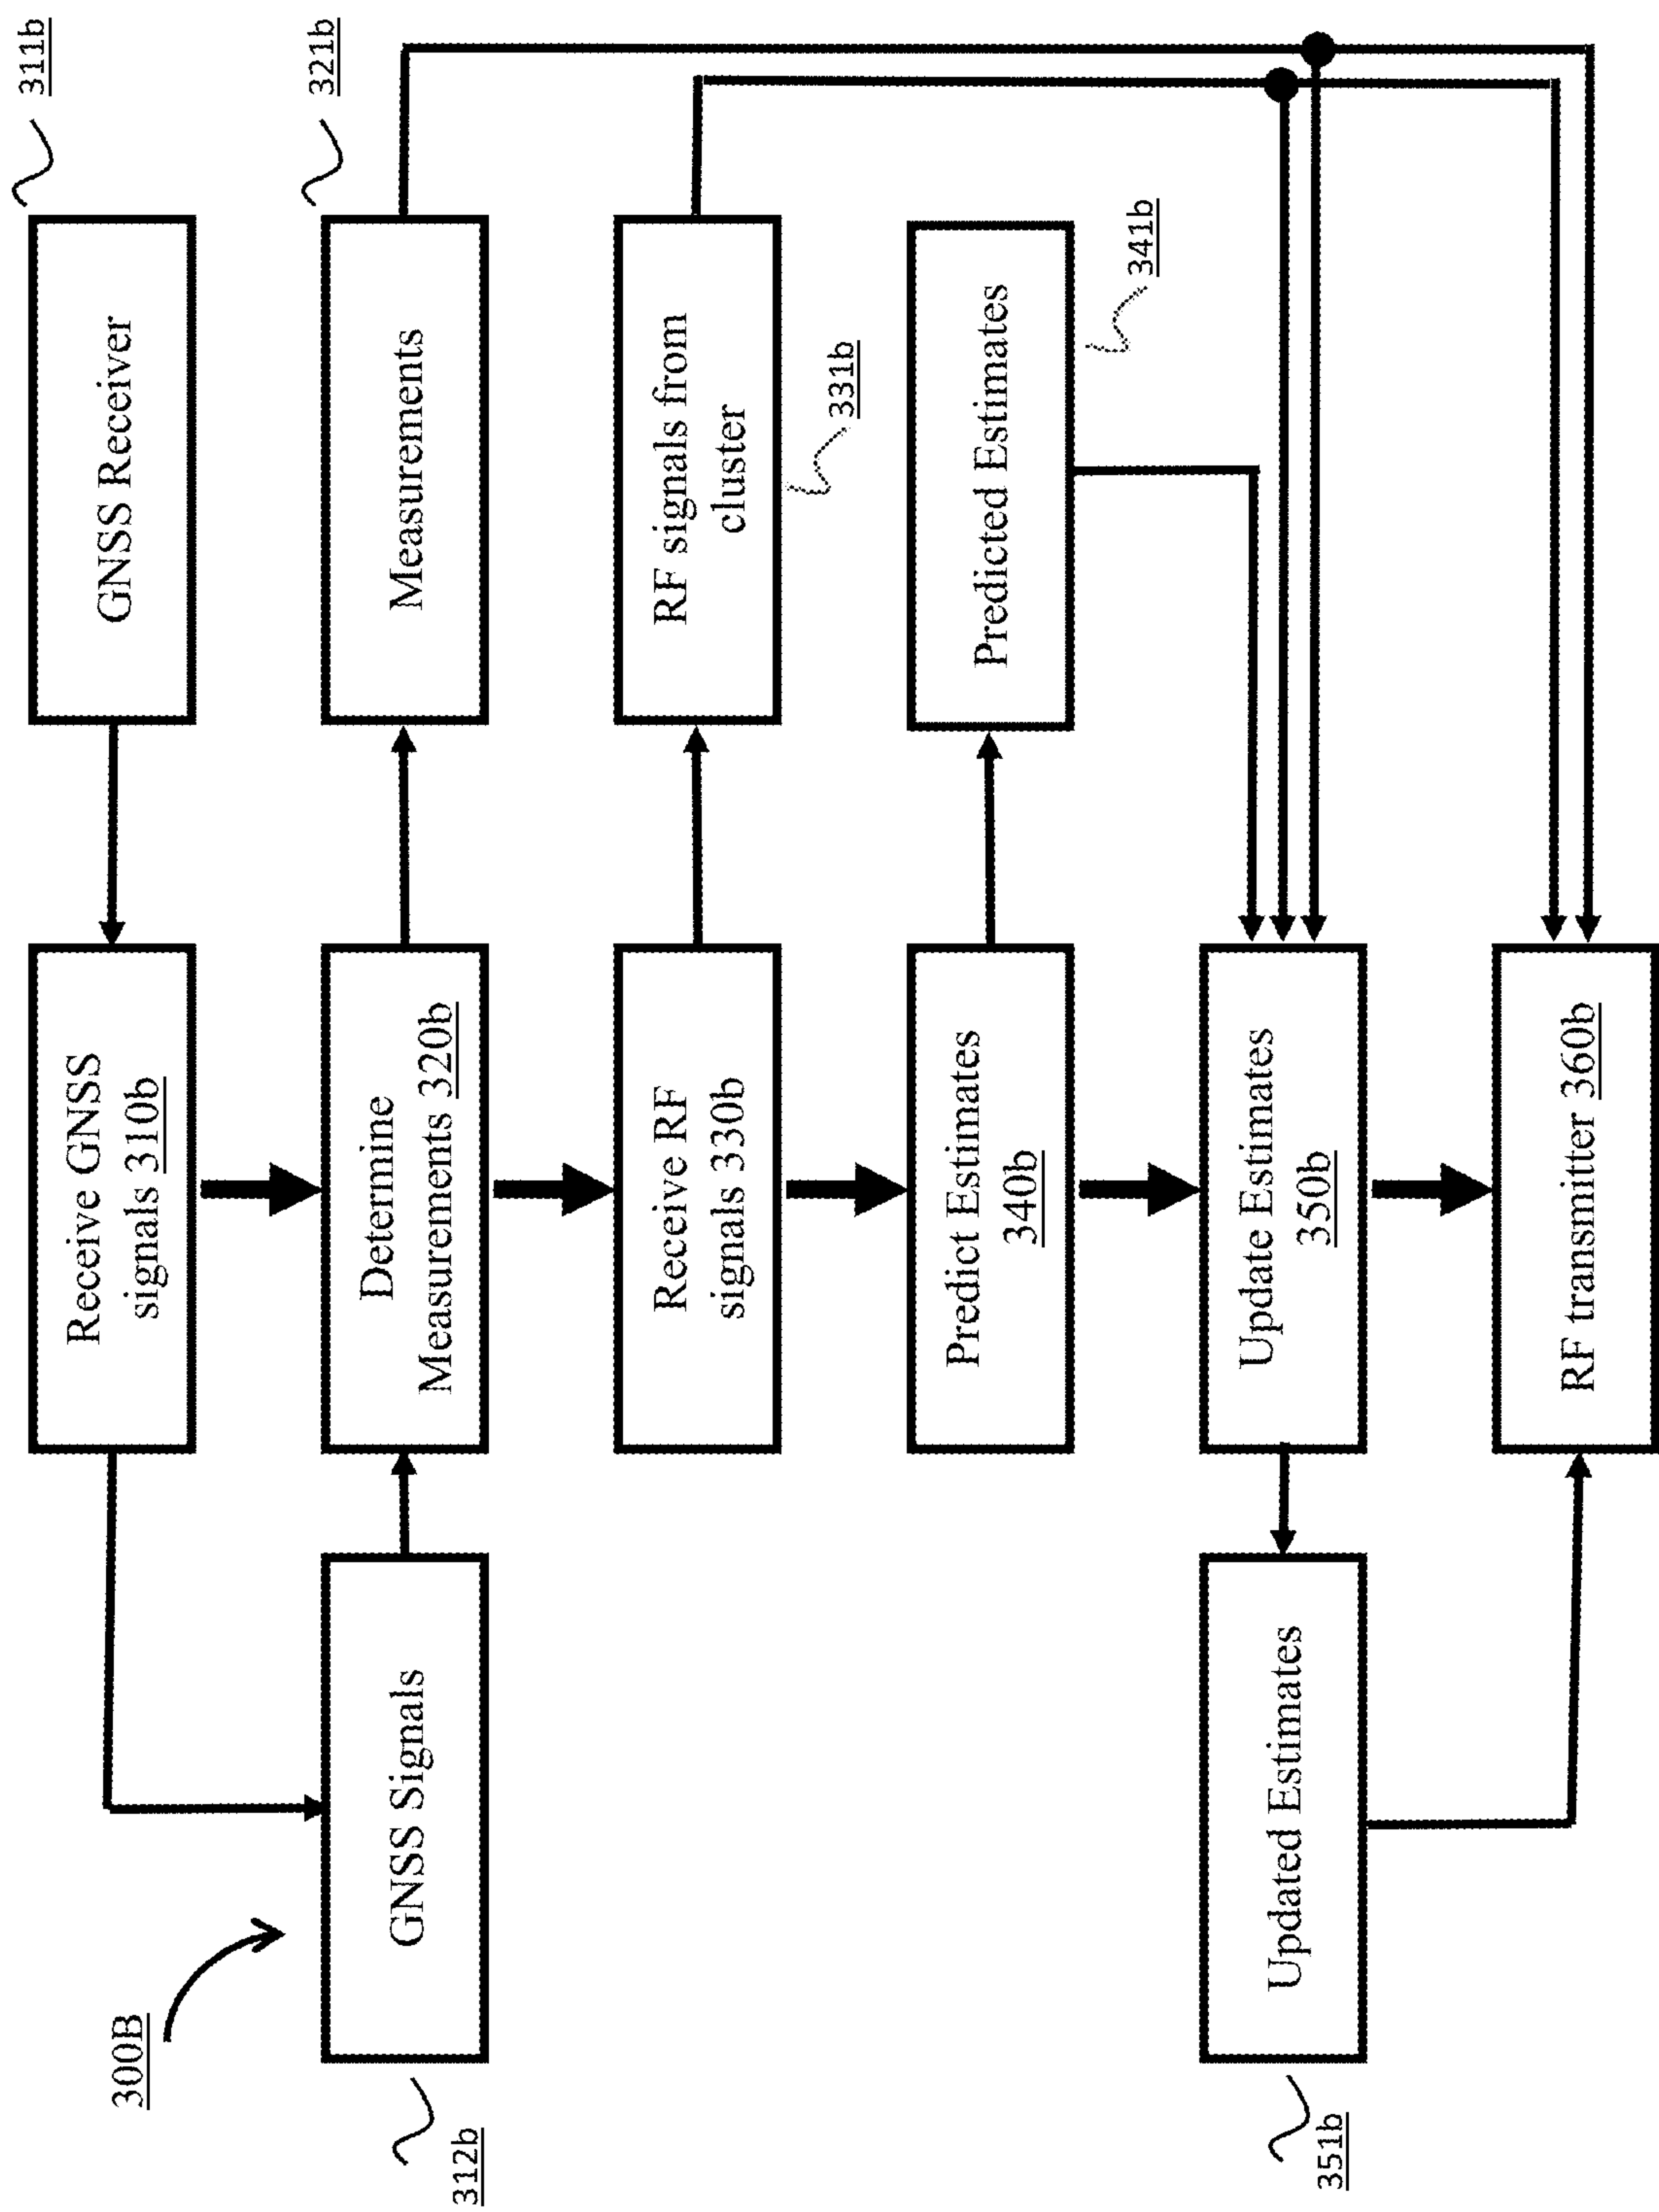 300B
311b
GNSS Receiver
Receive GNSS
signals 310b
321b
Measurements
Determine
Measurements 320b
GNSS Signals
312b
RF signals from
cluster
331b
Receive RF
signals 330b
Predicted Estimates
341b
Predict Estimates
340b
Update Estimates
350b
Updated Estimates
351b
RF transmitter 360b